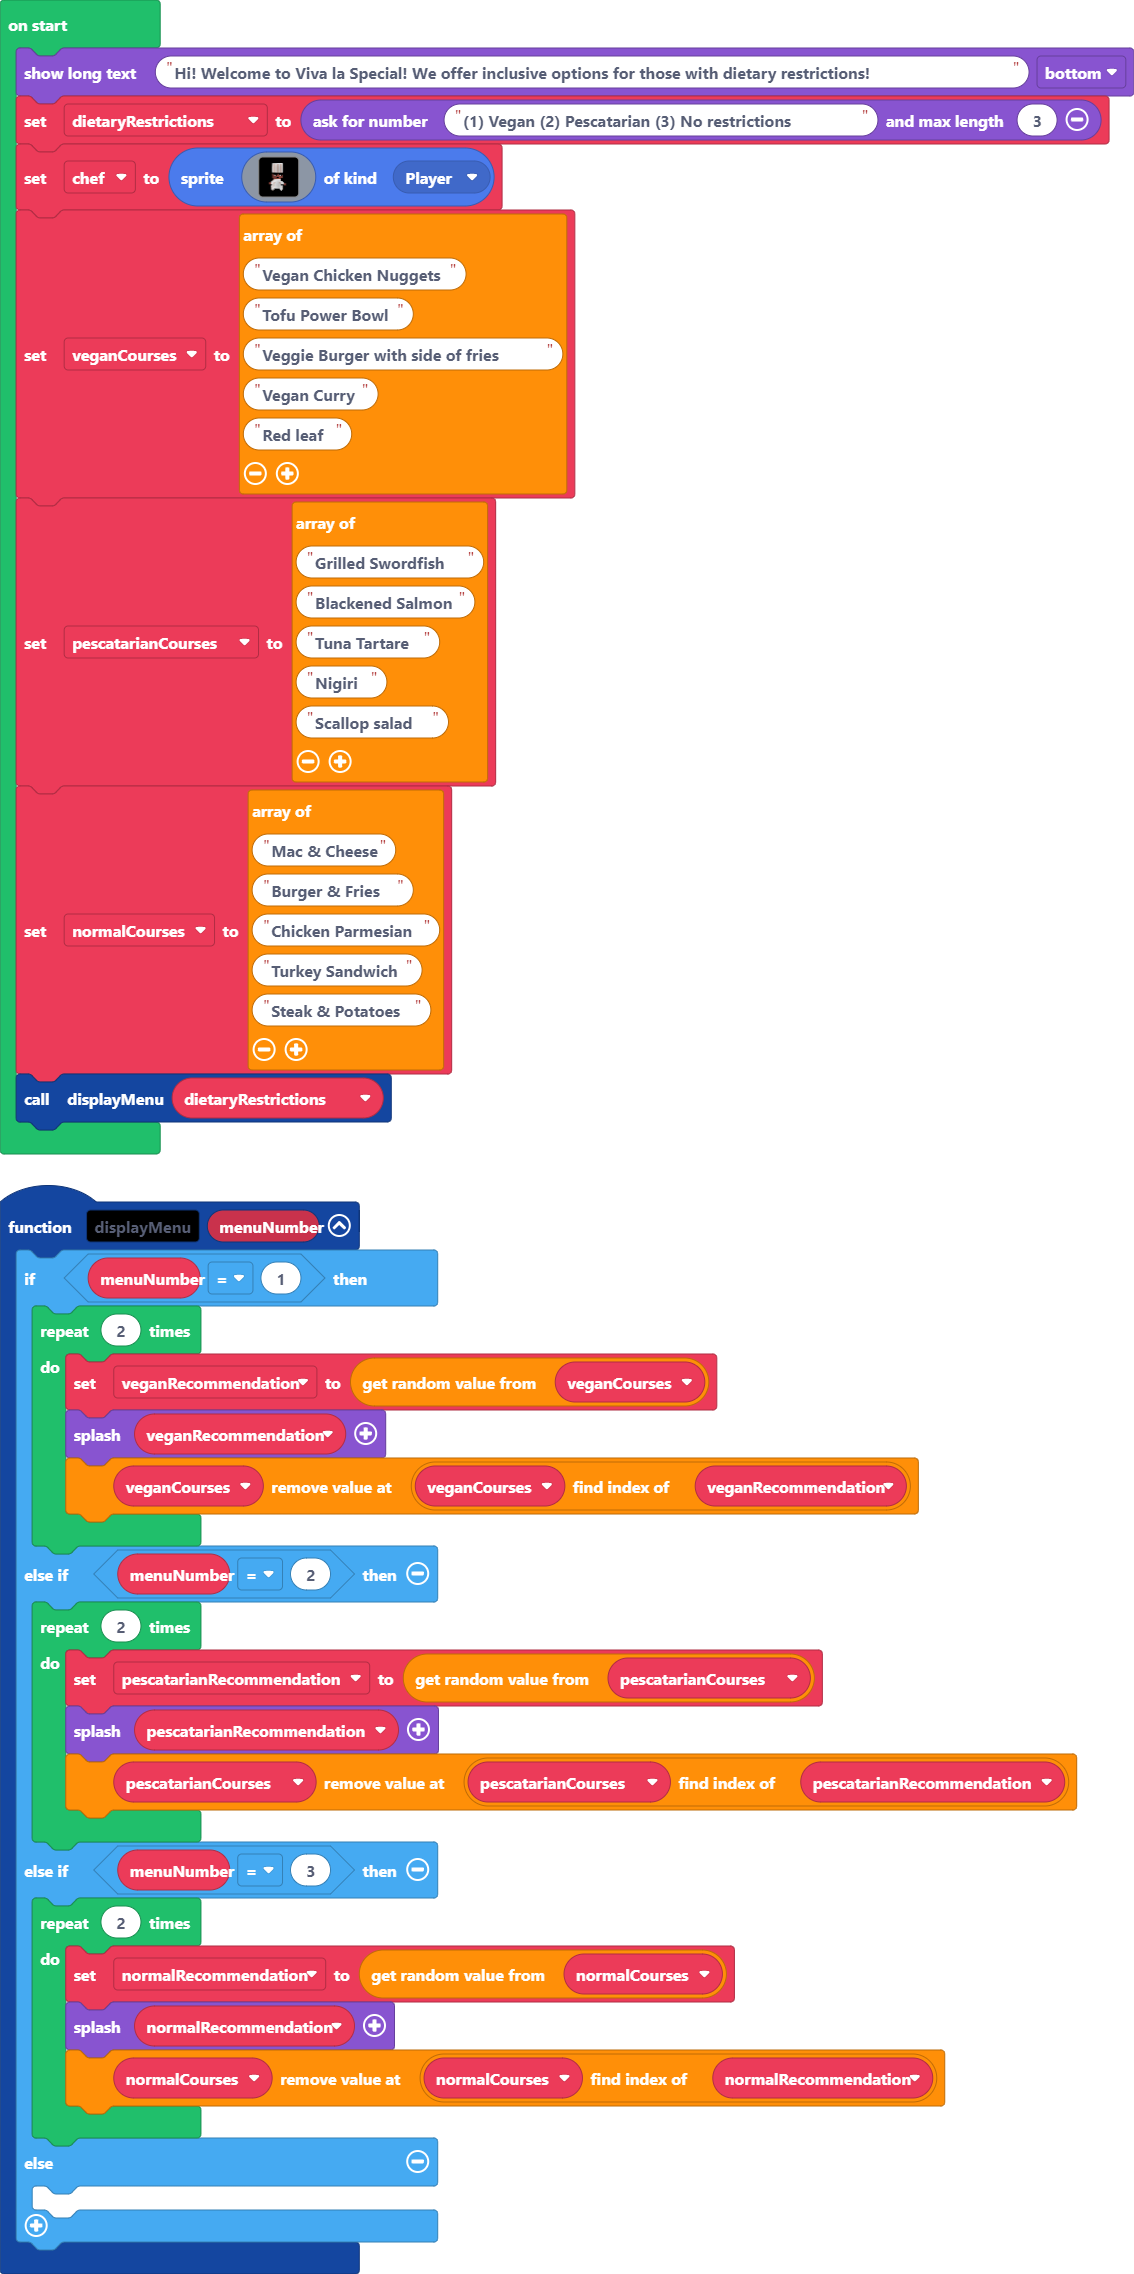 on start
show long text "Hi! Welcome to Viva la Special! We offer inclusive options for those with dietary restrictions!" bottom
set dietaryRestrictions to ask for number "(1) Vegan (2) Pescatarian (3) No restrictions" and max length 3
set chef to sprite of kind Player
array of
"Vegan Chicken Nuggets"
"Tofu Power Bowl"
"Veggie Burger with side of fries"
set veganCourses to
"Vegan Curry"
"Red leaf"
array of
"Grilled Swordfish"
"Blackened Salmon"
set pescatarianCourses to "Tuna Tartare"
"Nigiri"
"Scallop salad"
array of
"Mac & Cheese"
"Burger & Fries"
set normalCourses to "Chicken Parmesian"
"Turkey Sandwich"
"Steak & Potatoes"
call displayMenu dietaryRestrictions
function displayMenu menuNumber
if menuNumber = 1 then
repeat 2 times
do
set veganRecommendation to get random value from veganCourses
splash veganRecommendation
veganCourses remove value at veganCourses find index of veganRecommendation
else if menuNumber = 2 then
repeat 2 times
do
set pescatarianRecommendation to get random value from pescatarianCourses
splash pescatarianRecommendation
pescatarianCourses remove value at pescatarianCourses find index of pescatarianRecommendation
else if menuNumber = 3 then
repeat 2 times
do
set normalRecommendation to get random value from normalCourses
splash normalRecommendation
normalCourses remove value at normalCourses find index of normalRecommendation
else